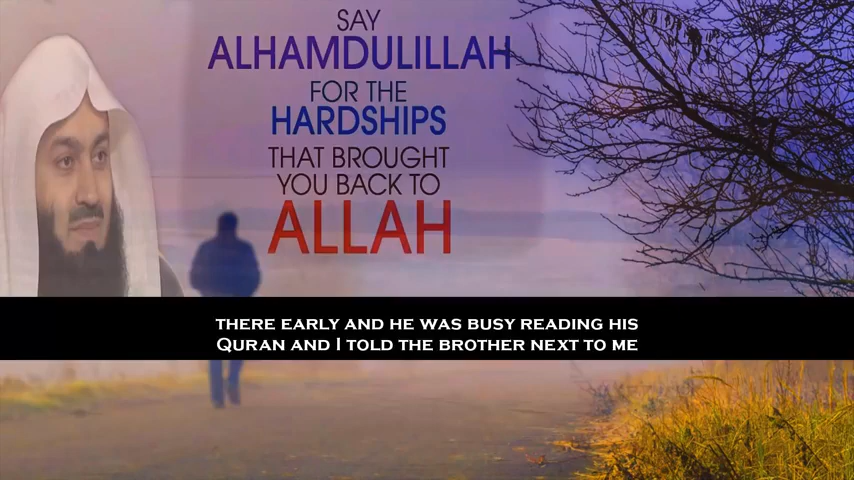 SAY
ALHAMDULILLAH
FOR THE
HARDSHIPS
THAT BROUGHT
YOU BACK TO
ALLAH
THERE EARLY AND HE WAS BUSY READING HIS
QURAN AND I TOLD THE BROTHER NEXT TO ME